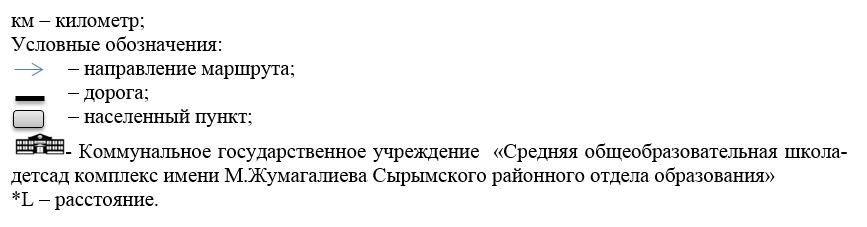 км – километр;
Условные обозначения:
– направление маршрута;
– дорога;
– населенный пункт;
- Коммунальное государственное учреждение «Средняя общеобразовательная школа-
детсад комплекс имени М.Жумагалиева Сырымского районного отдела образования»
*L – расстояние.